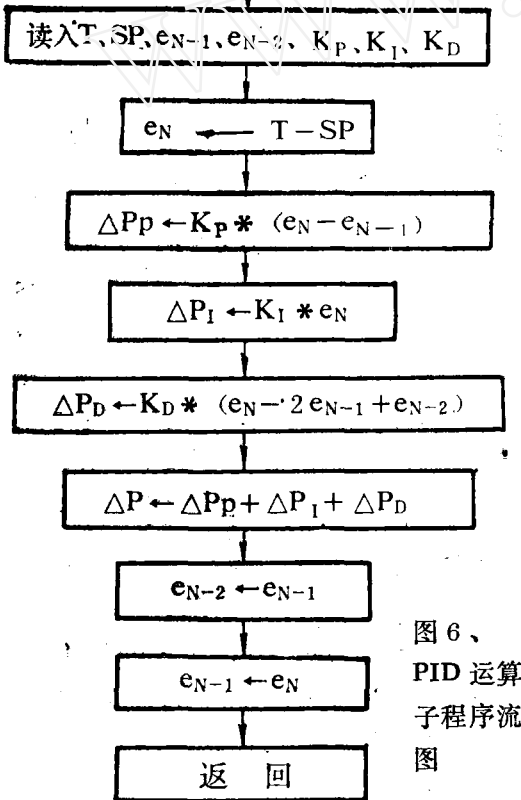 读入T、SP、e_{N-1}、e_{N-2}、K_P、K_I、K_D
e_N ← T-SP
△Pp←K_P* (e_N-e_{N-1})
△P_I←K_I*e_N
△P_D←K_D* (e_N-2e_{N-1}+e_{N-2})
△P←△Pp+△P_I+△P_D
e_{N-2}←e_{N-1}
e_{N-1}←e_N
返 回
图6、
PID 运算
子程序流
图